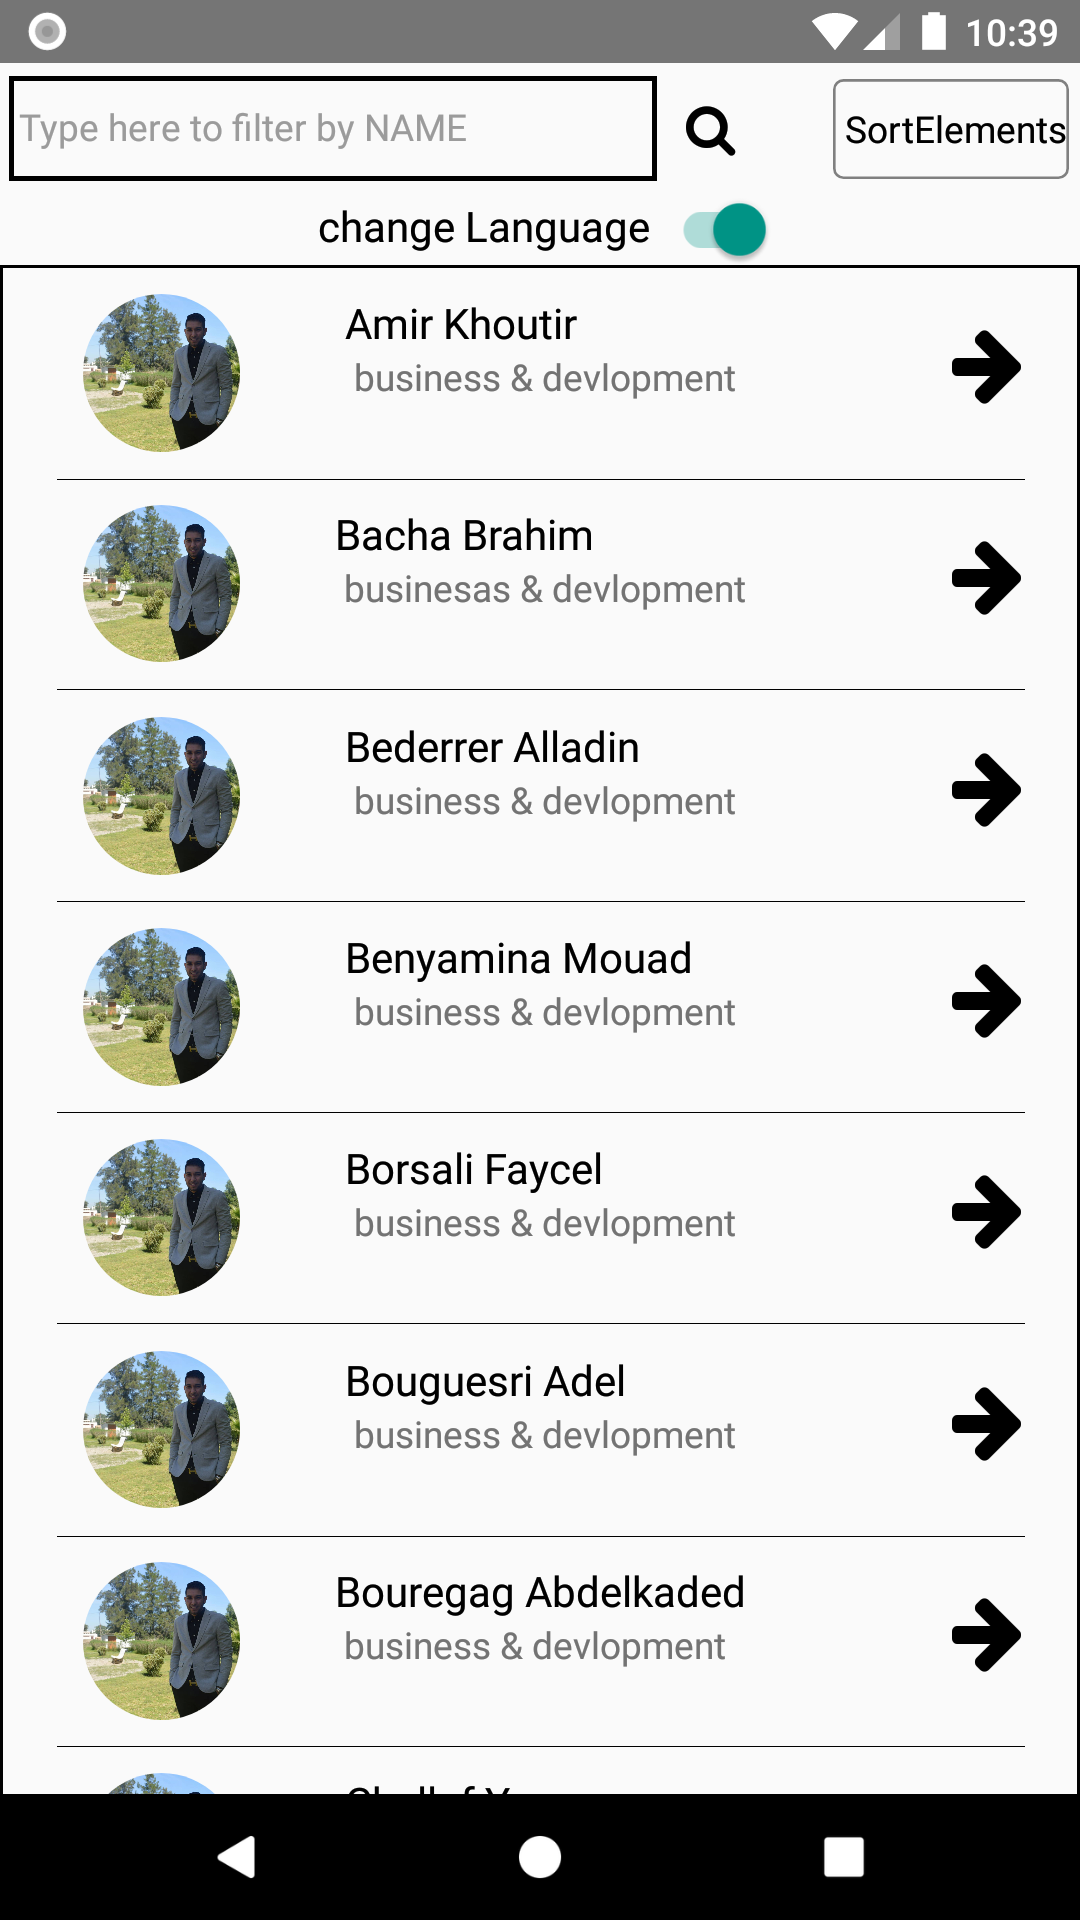 10:39
Type here to filter by NAME
SortElements
change Language
Amir Khoutir
business & devlopment
Bacha Brahim
businesas & devlopment
Bederrer Alladin
business & devlopment
Benyamina Mouad
business & devlopment
Borsali Faycel
business & devlopment
Bouguesri Adel
business & devlopment
Bouregag Abdelkaded
business & devlopment